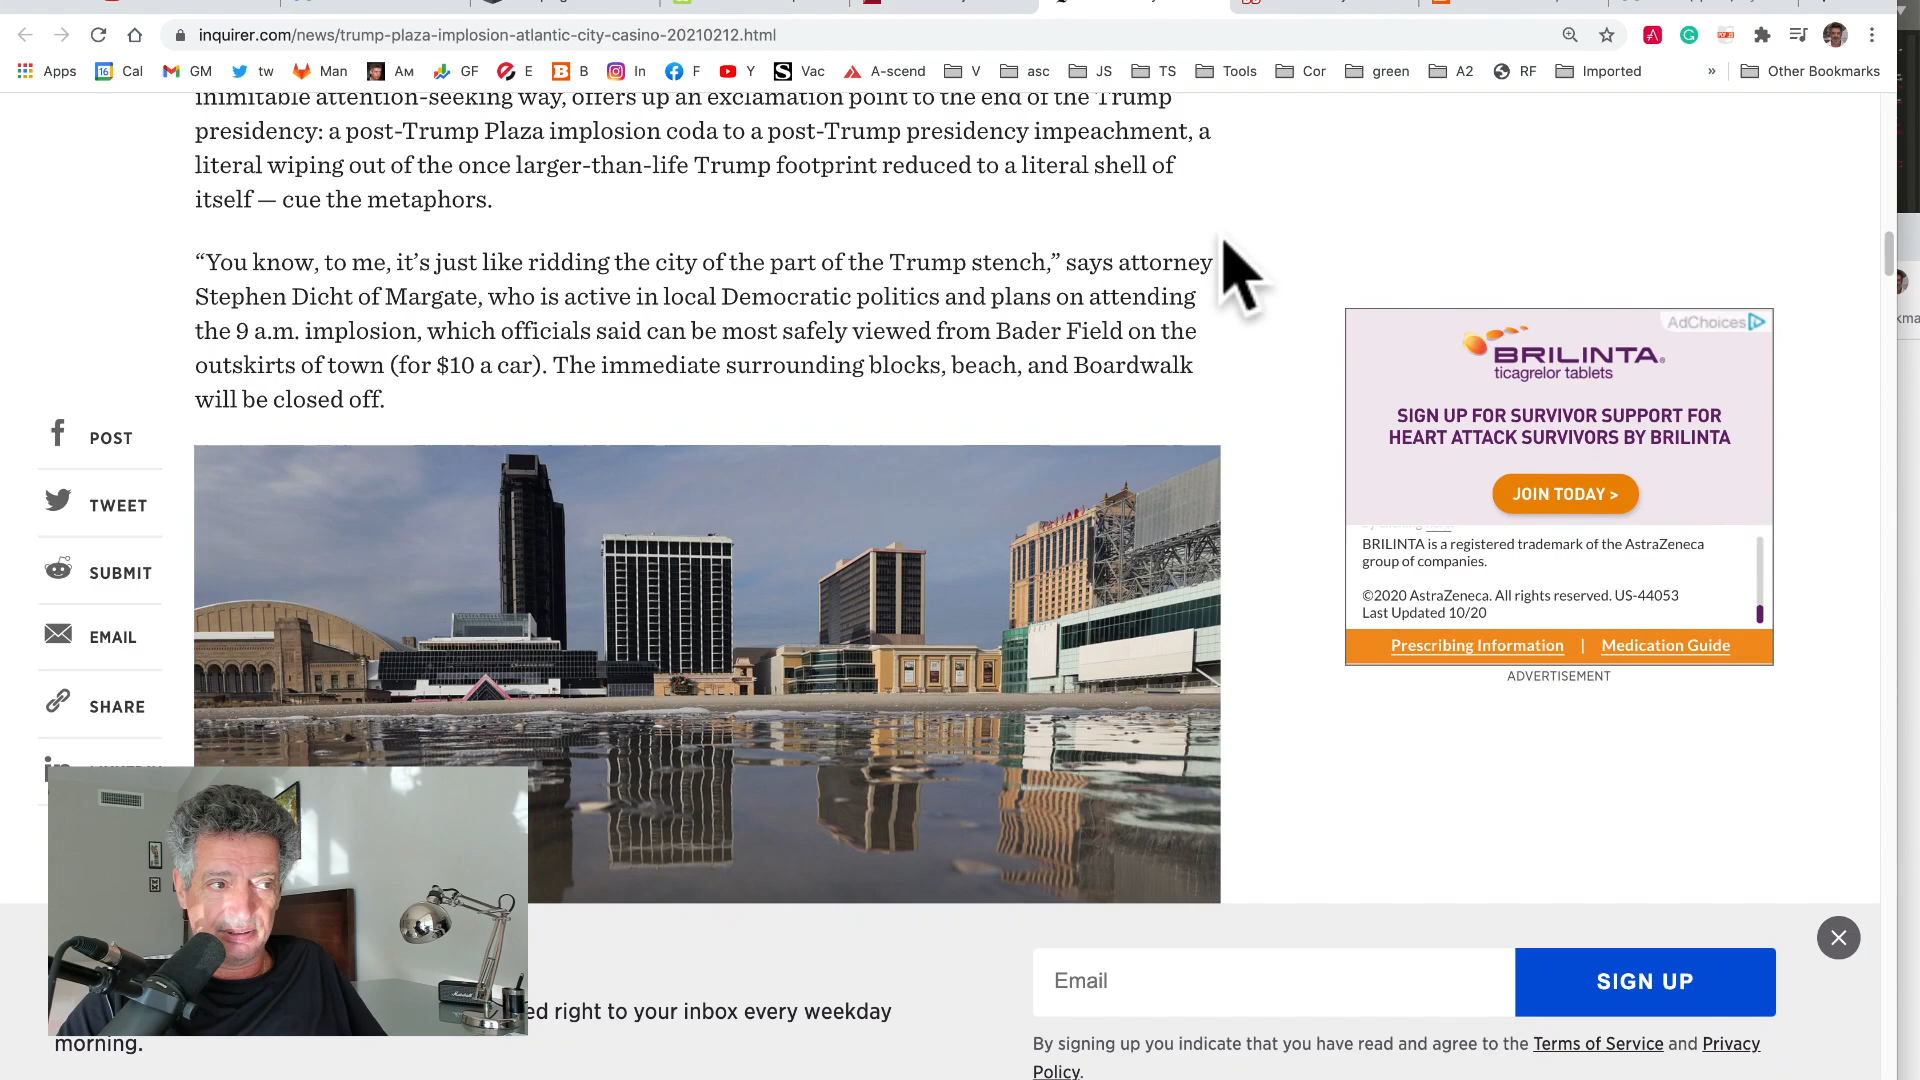 inquirer.com/news/trump-plaza-implosion-atlantic-city-casino-20210212.html
Apps
16 Cal
GM
tw
Man
Ам
GF
E
B
In
F
Y
Vac
A-scend
V
asc
JS
TS
Tools
Cor
green
A2
RF
Imported
»
Other Bookmarks
inimitable attention-seeking way, offers up an exclamation point to the end of the Trump
presidency: a post-Trump Plaza implosion coda to a post-Trump presidency impeachment, a
literal wiping out of the once larger-than-life Trump footprint reduced to a literal shell of
itself — cue the metaphors.
“You know, to me, it’s just like ridding the city of the part of the Trump stench,” says attorney
Stephen Dicht of Margate, who is active in local Democratic politics and plans on attending
the 9 a.m. implosion, which officials said can be most safely viewed from Bader Field on the
outskirts of town (for $10 a car). The immediate surrounding blocks, beach, and Boardwalk
will be closed off.
POST
TWEET
SUBMIT
EMAIL
SHARE
AdChoices
BRILINTA®
ticagrelor tablets
SIGN UP FOR SURVIVOR SUPPORT FOR
HEART ATTACK SURVIVORS BY BRILINTA
JOIN TODAY >
BRILINTA is a registered trademark of the AstraZeneca
group of companies.
©2020 AstraZeneca. All rights reserved. US-44053
Last Updated 10/20
Prescribing Information | Medication Guide
ADVERTISEMENT
ed right to your inbox every weekday
morning.
Email
SIGN UP
By signing up you indicate that you have read and agree to the Terms of Service and Privacy
Policy.